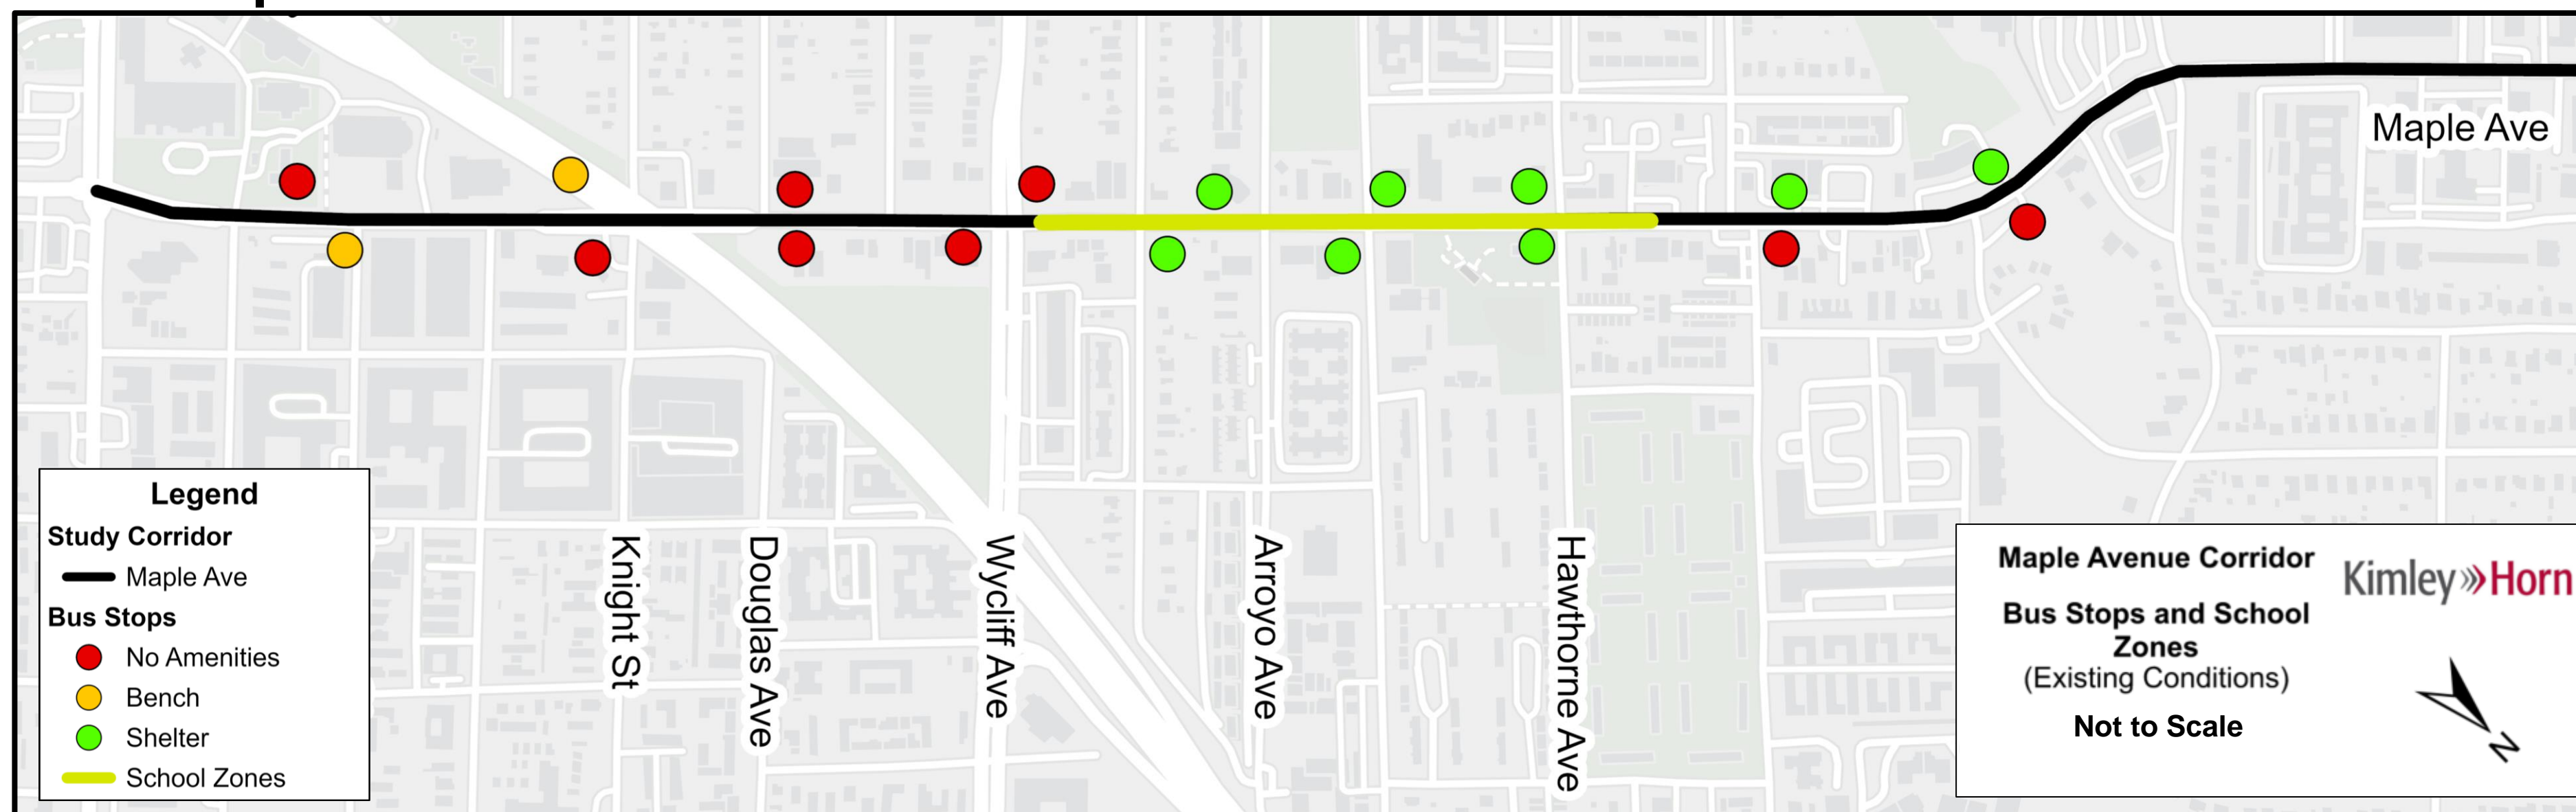 Maple Ave
Knight St
Douglas Ave
Wycliff Ave
Arroyo Ave
Hawthorne Ave
Legend
Study Corridor
Maple Ave
Bus Stops
No Amenities
Bench
Shelter
School Zones
Maple Avenue Corridor
Bus Stops and School
Zones
(Existing Conditions)
Not to Scale
Kimley»Horn
N